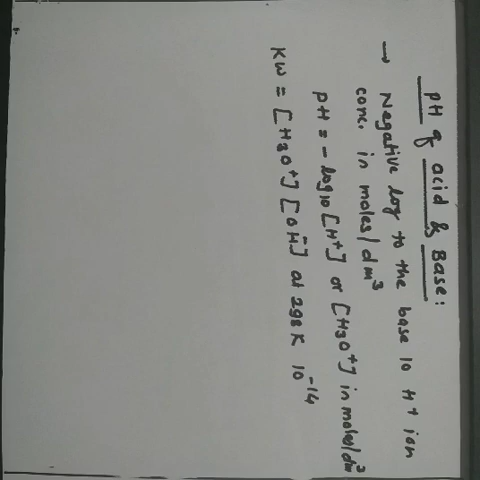 PH of acid & Base:
→ Negative log to the base 10 H+ ion
conc. in moles/dm³
PH = - log10 [H+] or [H3O+] in moles/dm³
Kw = [H3O+] [OH-] at 298K 10⁻¹⁴